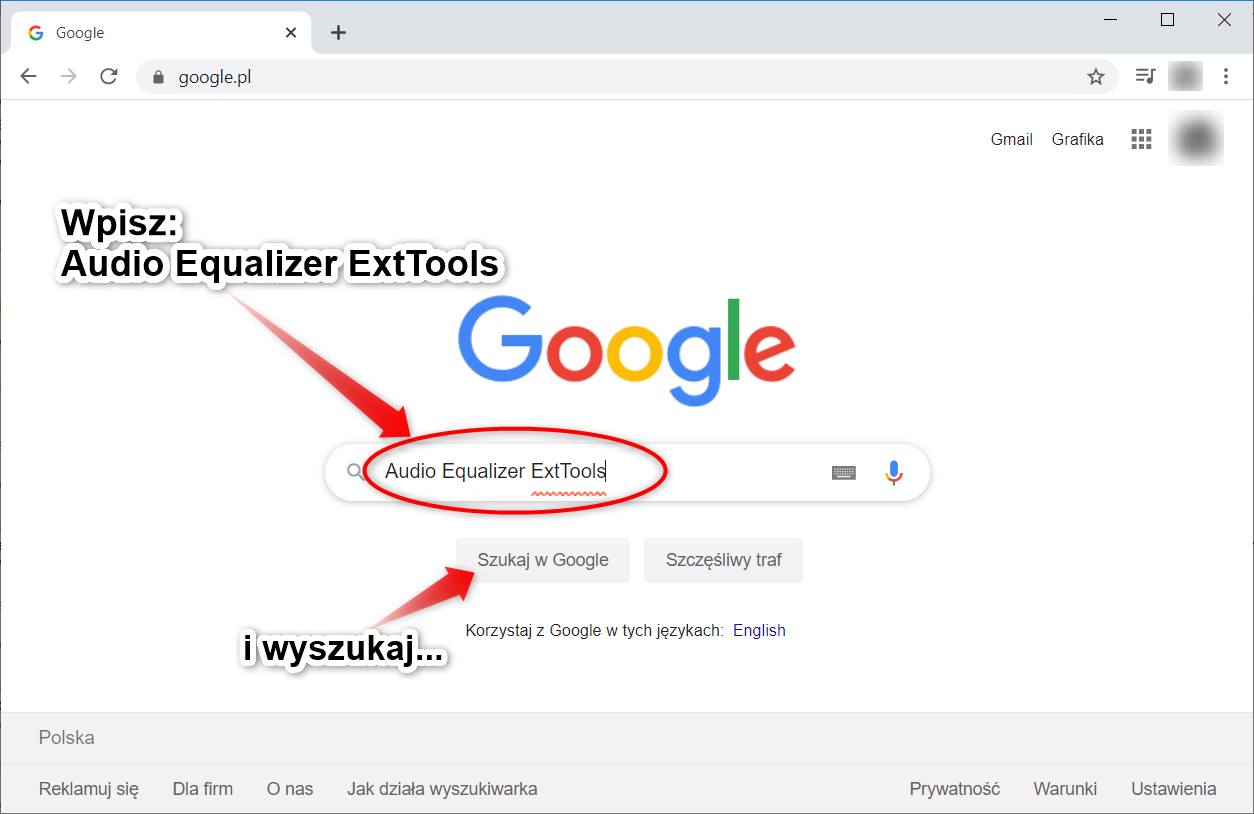 Google
google.pl
Gmail Grafika
Wpisz:
Audio Equalizer ExtTools
Google
Audio Equalizer ExtTools
Szukaj w Google Szczęśliwy traf
i wyszukaj...
Korzystaj z Google w tych językach: English
Polska
Reklamuj się Dla firm O nas Jak działa wyszukiwarka Prywatność Warunki Ustawienia